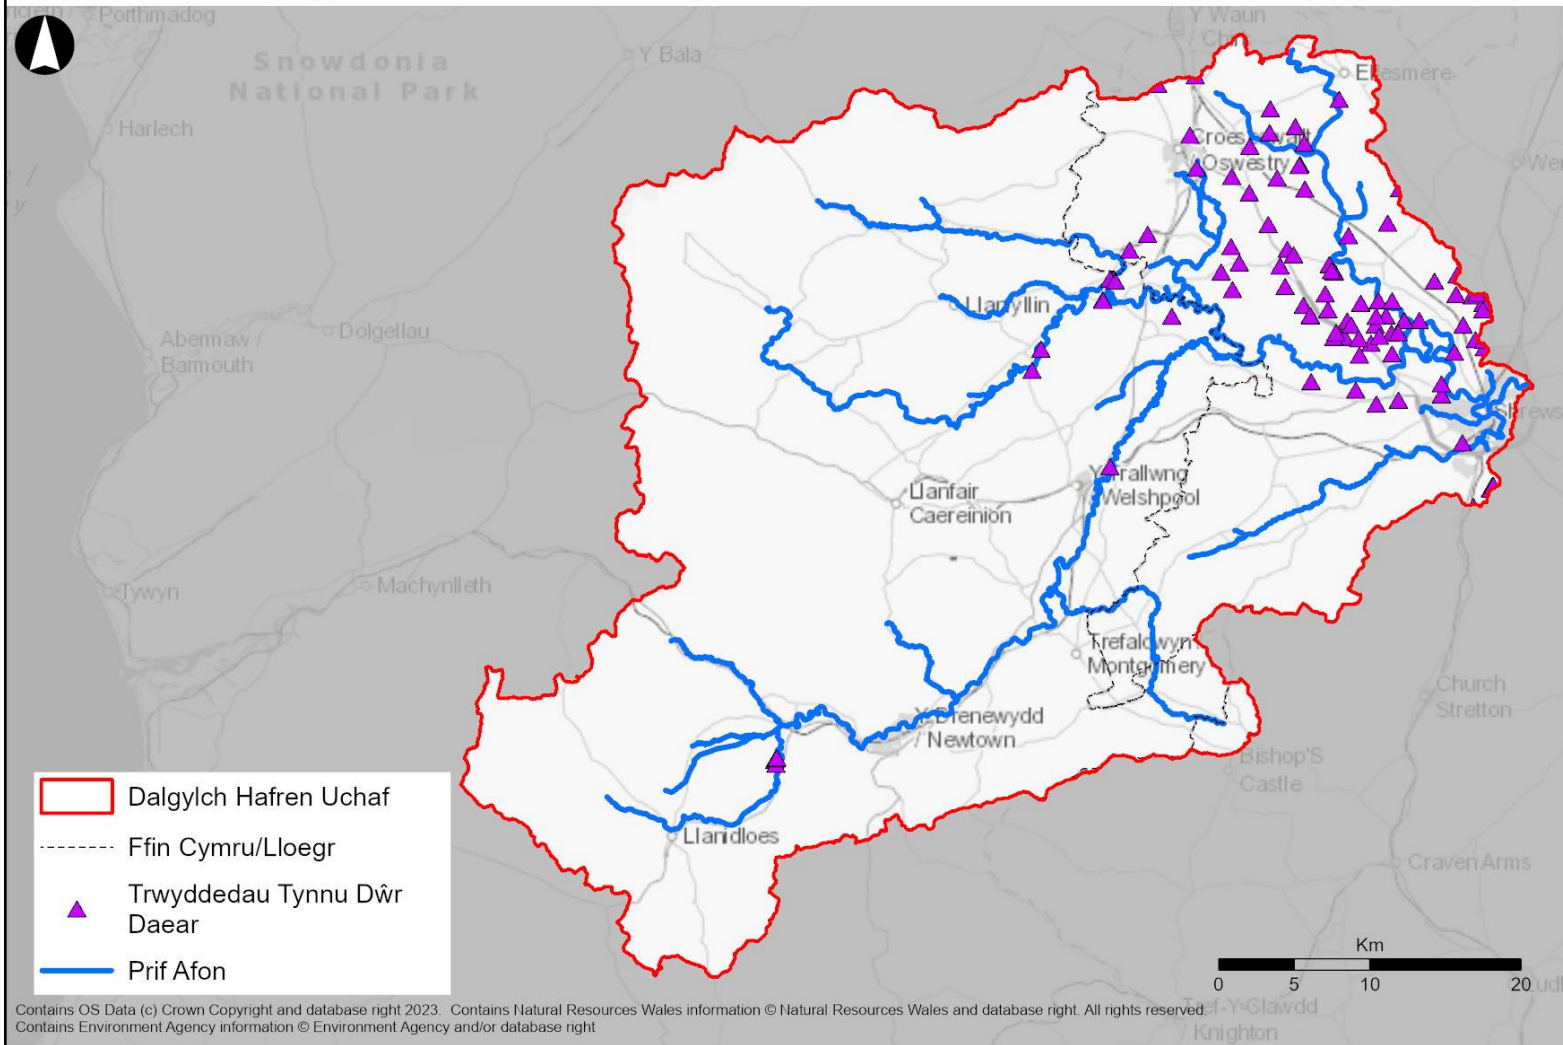 Porthmadog
Y Waun
Snowdonia
National Park
Y Bala
Ellesmere
Harlech
Croesoswallt
/ Oswestry
Llanfyllin
Abermaw /
Barmouth
Dolgellau
Y Trallwng
/ Welshpool
Llanfair
Caereinion
Tywyn
Machynlleth
Trefaldwyn
Montgomery
Church
Stretton
Y Drenewydd
/ Newtown
Bishop'S
Castle
Llanidloes
Craven Arms
Dalgylch Hafren Uchaf
Ffin Cymru/Lloegr
Trwyddedau Tynnu Dŵr
Daear
Prif Afon
Km
0 5 10 20
Tref-Y-Clawdd
/ Knighton
Contains OS Data (c) Crown Copyright and database right 2023. Contains Natural Resources Wales information © Natural Resources Wales and database right. All rights reserved.
Contains Environment Agency information © Environment Agency and/or database right